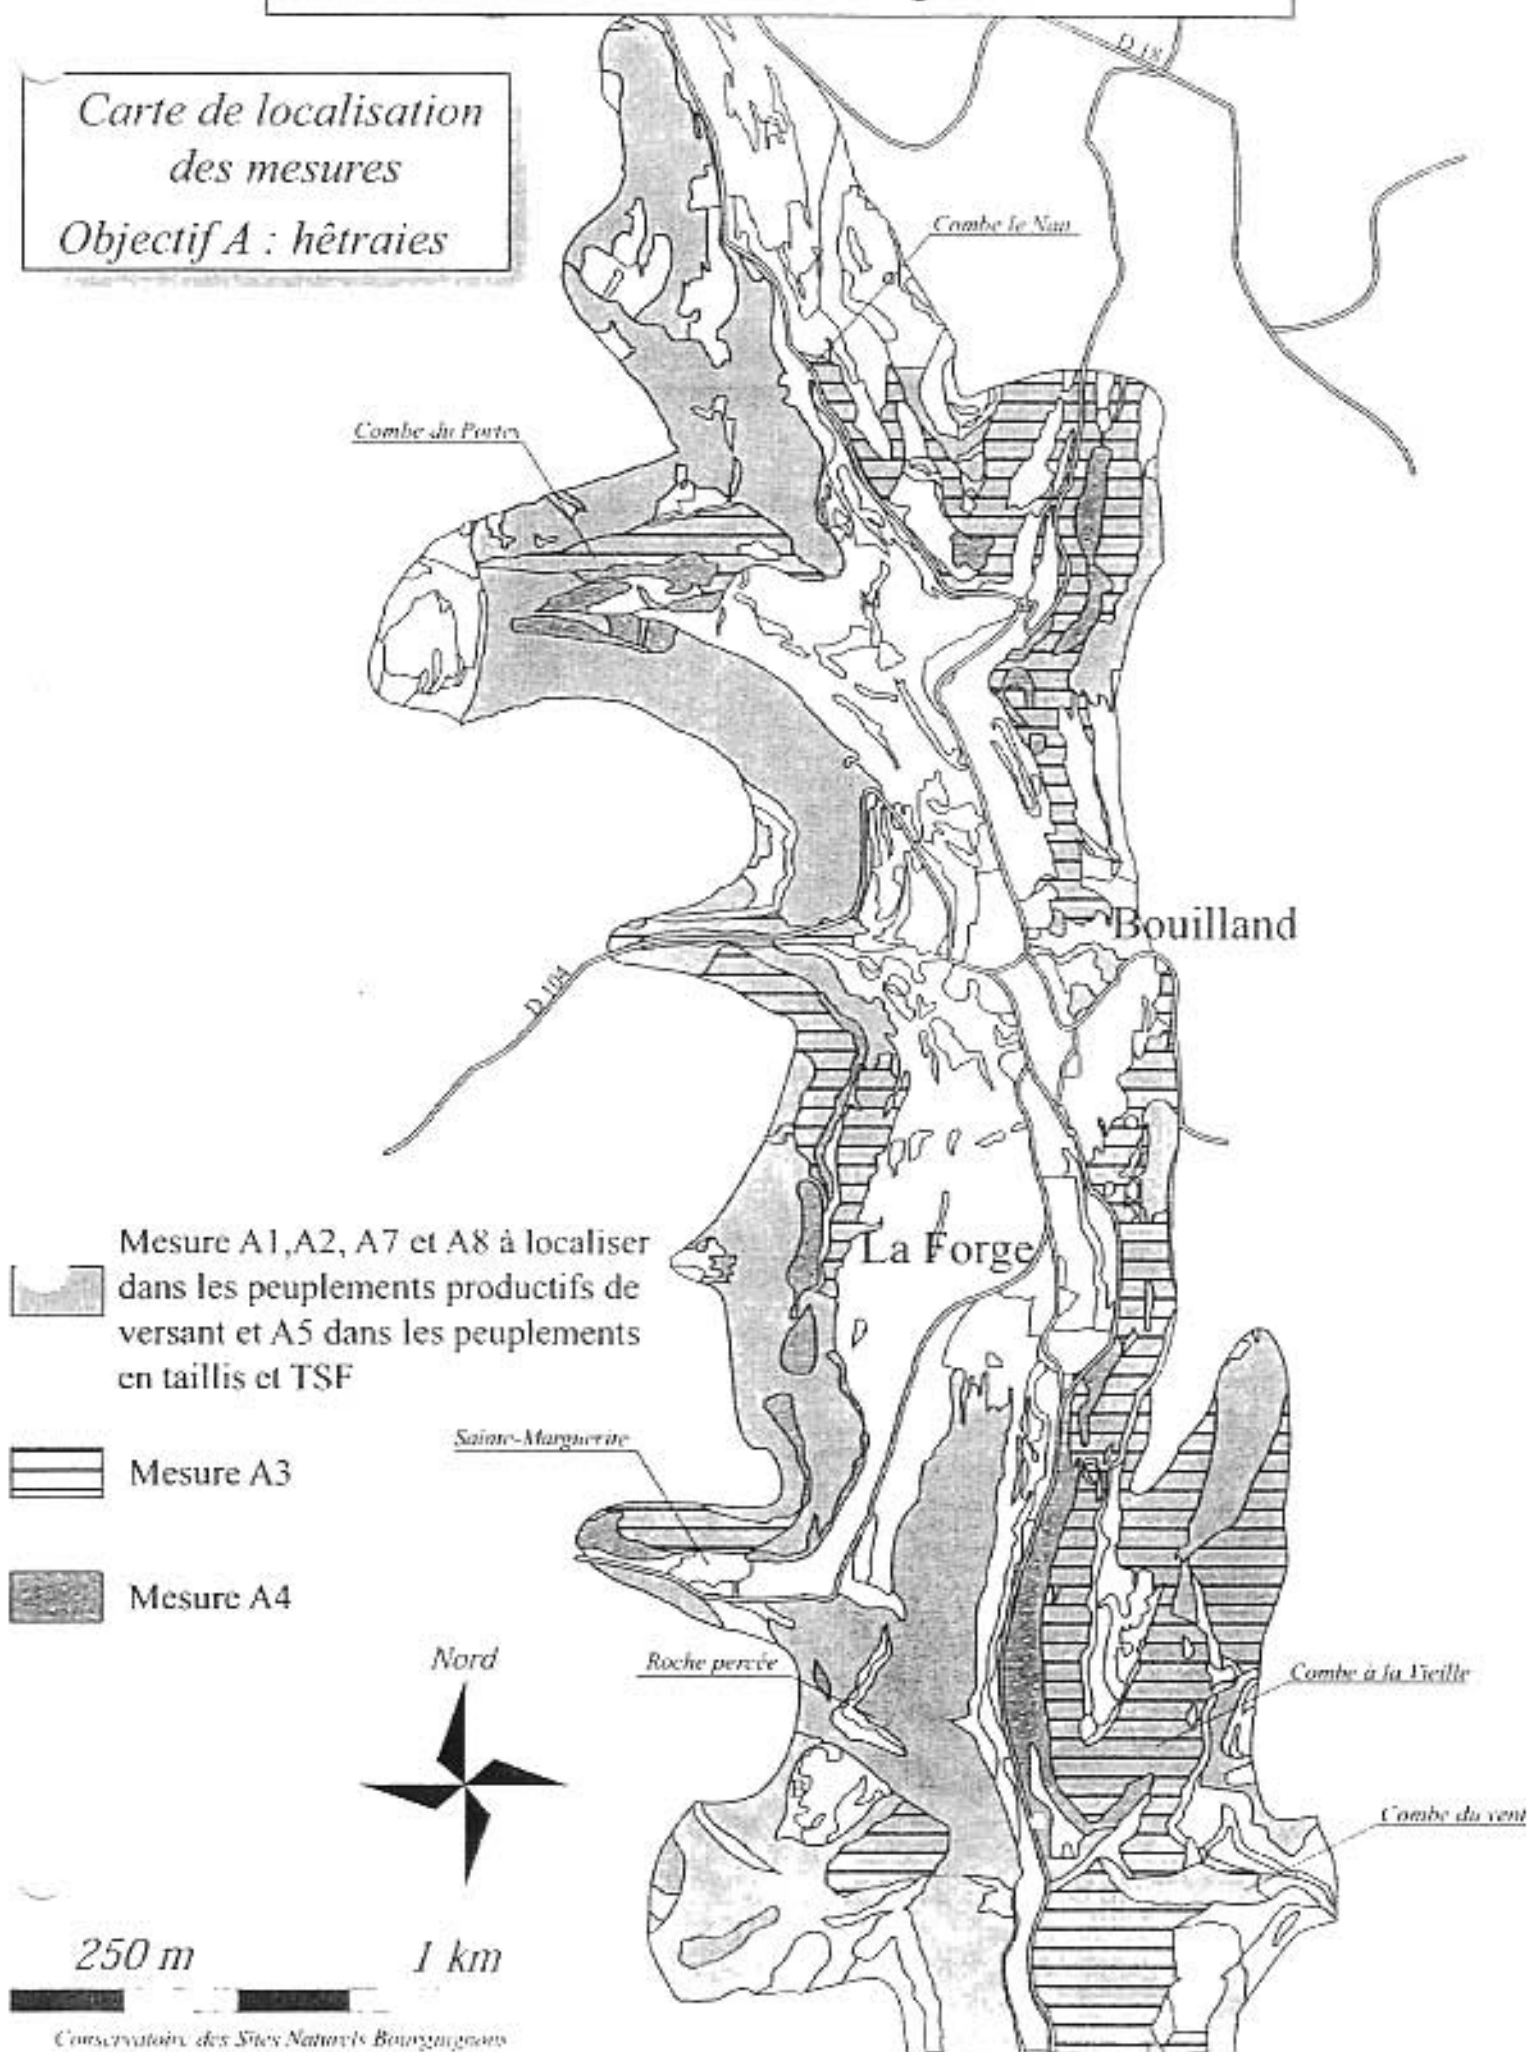 D 18
Carte de localisation
des mesures
Objectif A : hêtraies
Combe le Nan
Combe du Portes
Bouilland
D 104
Mesure A1,A2, A7 et A8 à localiser
dans les peuplements productifs de
versant et A5 dans les peuplements
en taillis et TSF
La Forge
Sainte-Marguerite
Mesure A3
Mesure A4
Nord
Roche percée
Combe à la Vieille
Combe du vent
250 m 1 km
Conservatoire des Sites Naturels Bourguignons